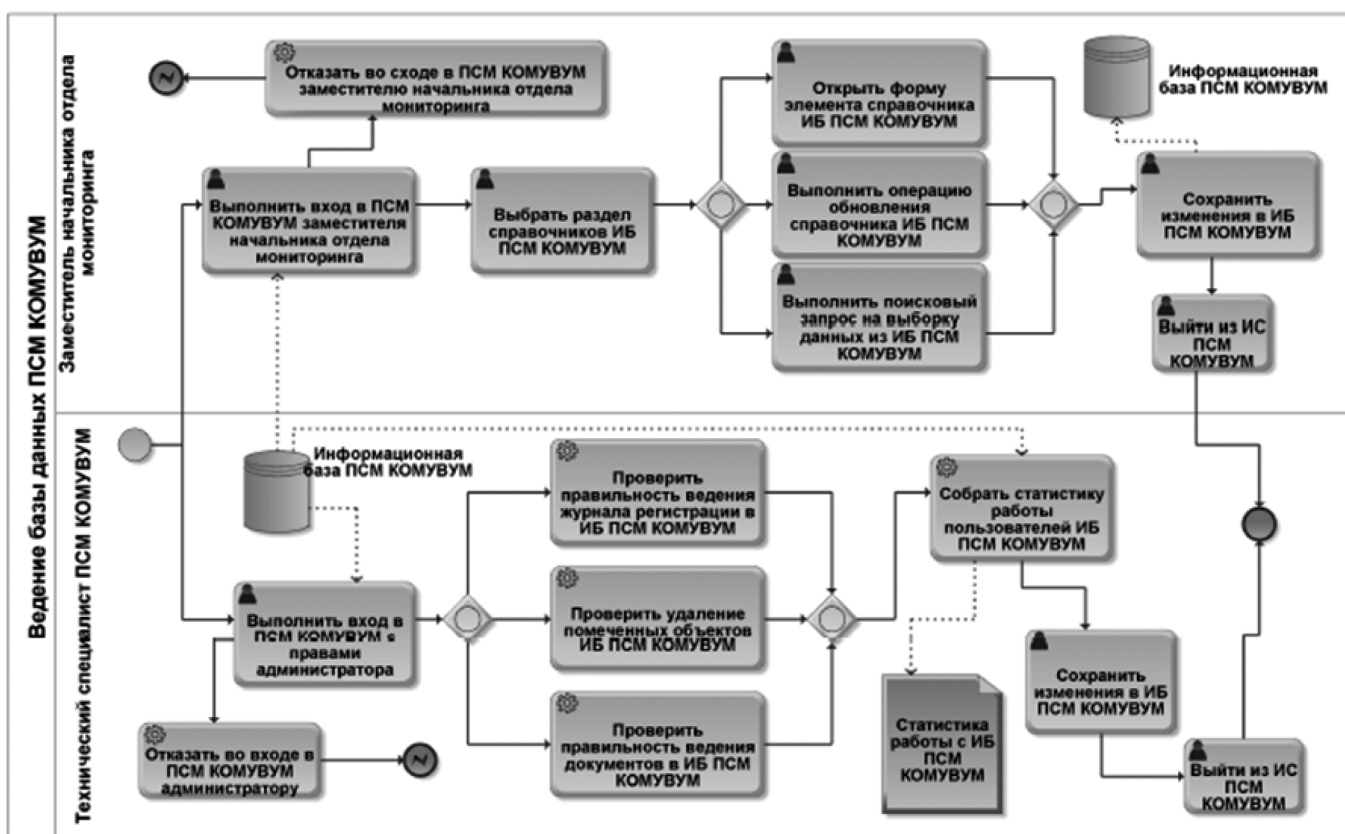 Ведение базы данных ПСМ КОМУВУМ
Заместитель начальника отдела
мониторинга
Отказать во сходе в ПСМ КОМУВУМ
заместителю начальника отдела
мониторинга
Выполнить вход в ПСМ
КОМУВУМ заместителя
начальника отдела
мониторинга
Выбрать раздел
справочников ИБ
ПСМ КОМУВУМ
Открыть форму
элемента справочника
ИБ ПСМ КОМУВУМ
Выполнить операцию
обновления
справочника ИБ ПСМ
КОМУВУМ
Выполнить поисковый
запрос на выборку
данных из ИБ ПСМ
КОМУВУМ
Информационная
база ПСМ КОМУВУМ
Сохранить
изменения в ИБ
ПСМ КОМУВУМ
Выйти из ИС
ПСМ
КОМУВУМ
Технический специалист ПСМ КОМУВУМ
Информационная
база ПСМ КОМУВУМ
Выполнить вход в
ПСМ КОМУВУМ с
правами
администратора
Отказать во входе в
ПСМ КОМУВУМ
администратору
Проверить
правильность ведения
журнала регистрации в
ИБ ПСМ КОМУВУМ
Проверить удаление
помеченных объектов
ИБ ПСМ КОМУВУМ
Проверить
правильность ведения
документов в ИБ ПСМ
КОМУВУМ
Собрать статистику
работы
пользователей ИБ
ПСМ КОМУВУМ
Статистика
работы с ИБ
ПСМ
КОМУВУМ
Сохранить
изменения в ИБ
ПСМ КОМУВУМ
Выйти из ИС
ПСМ
КОМУВУМ